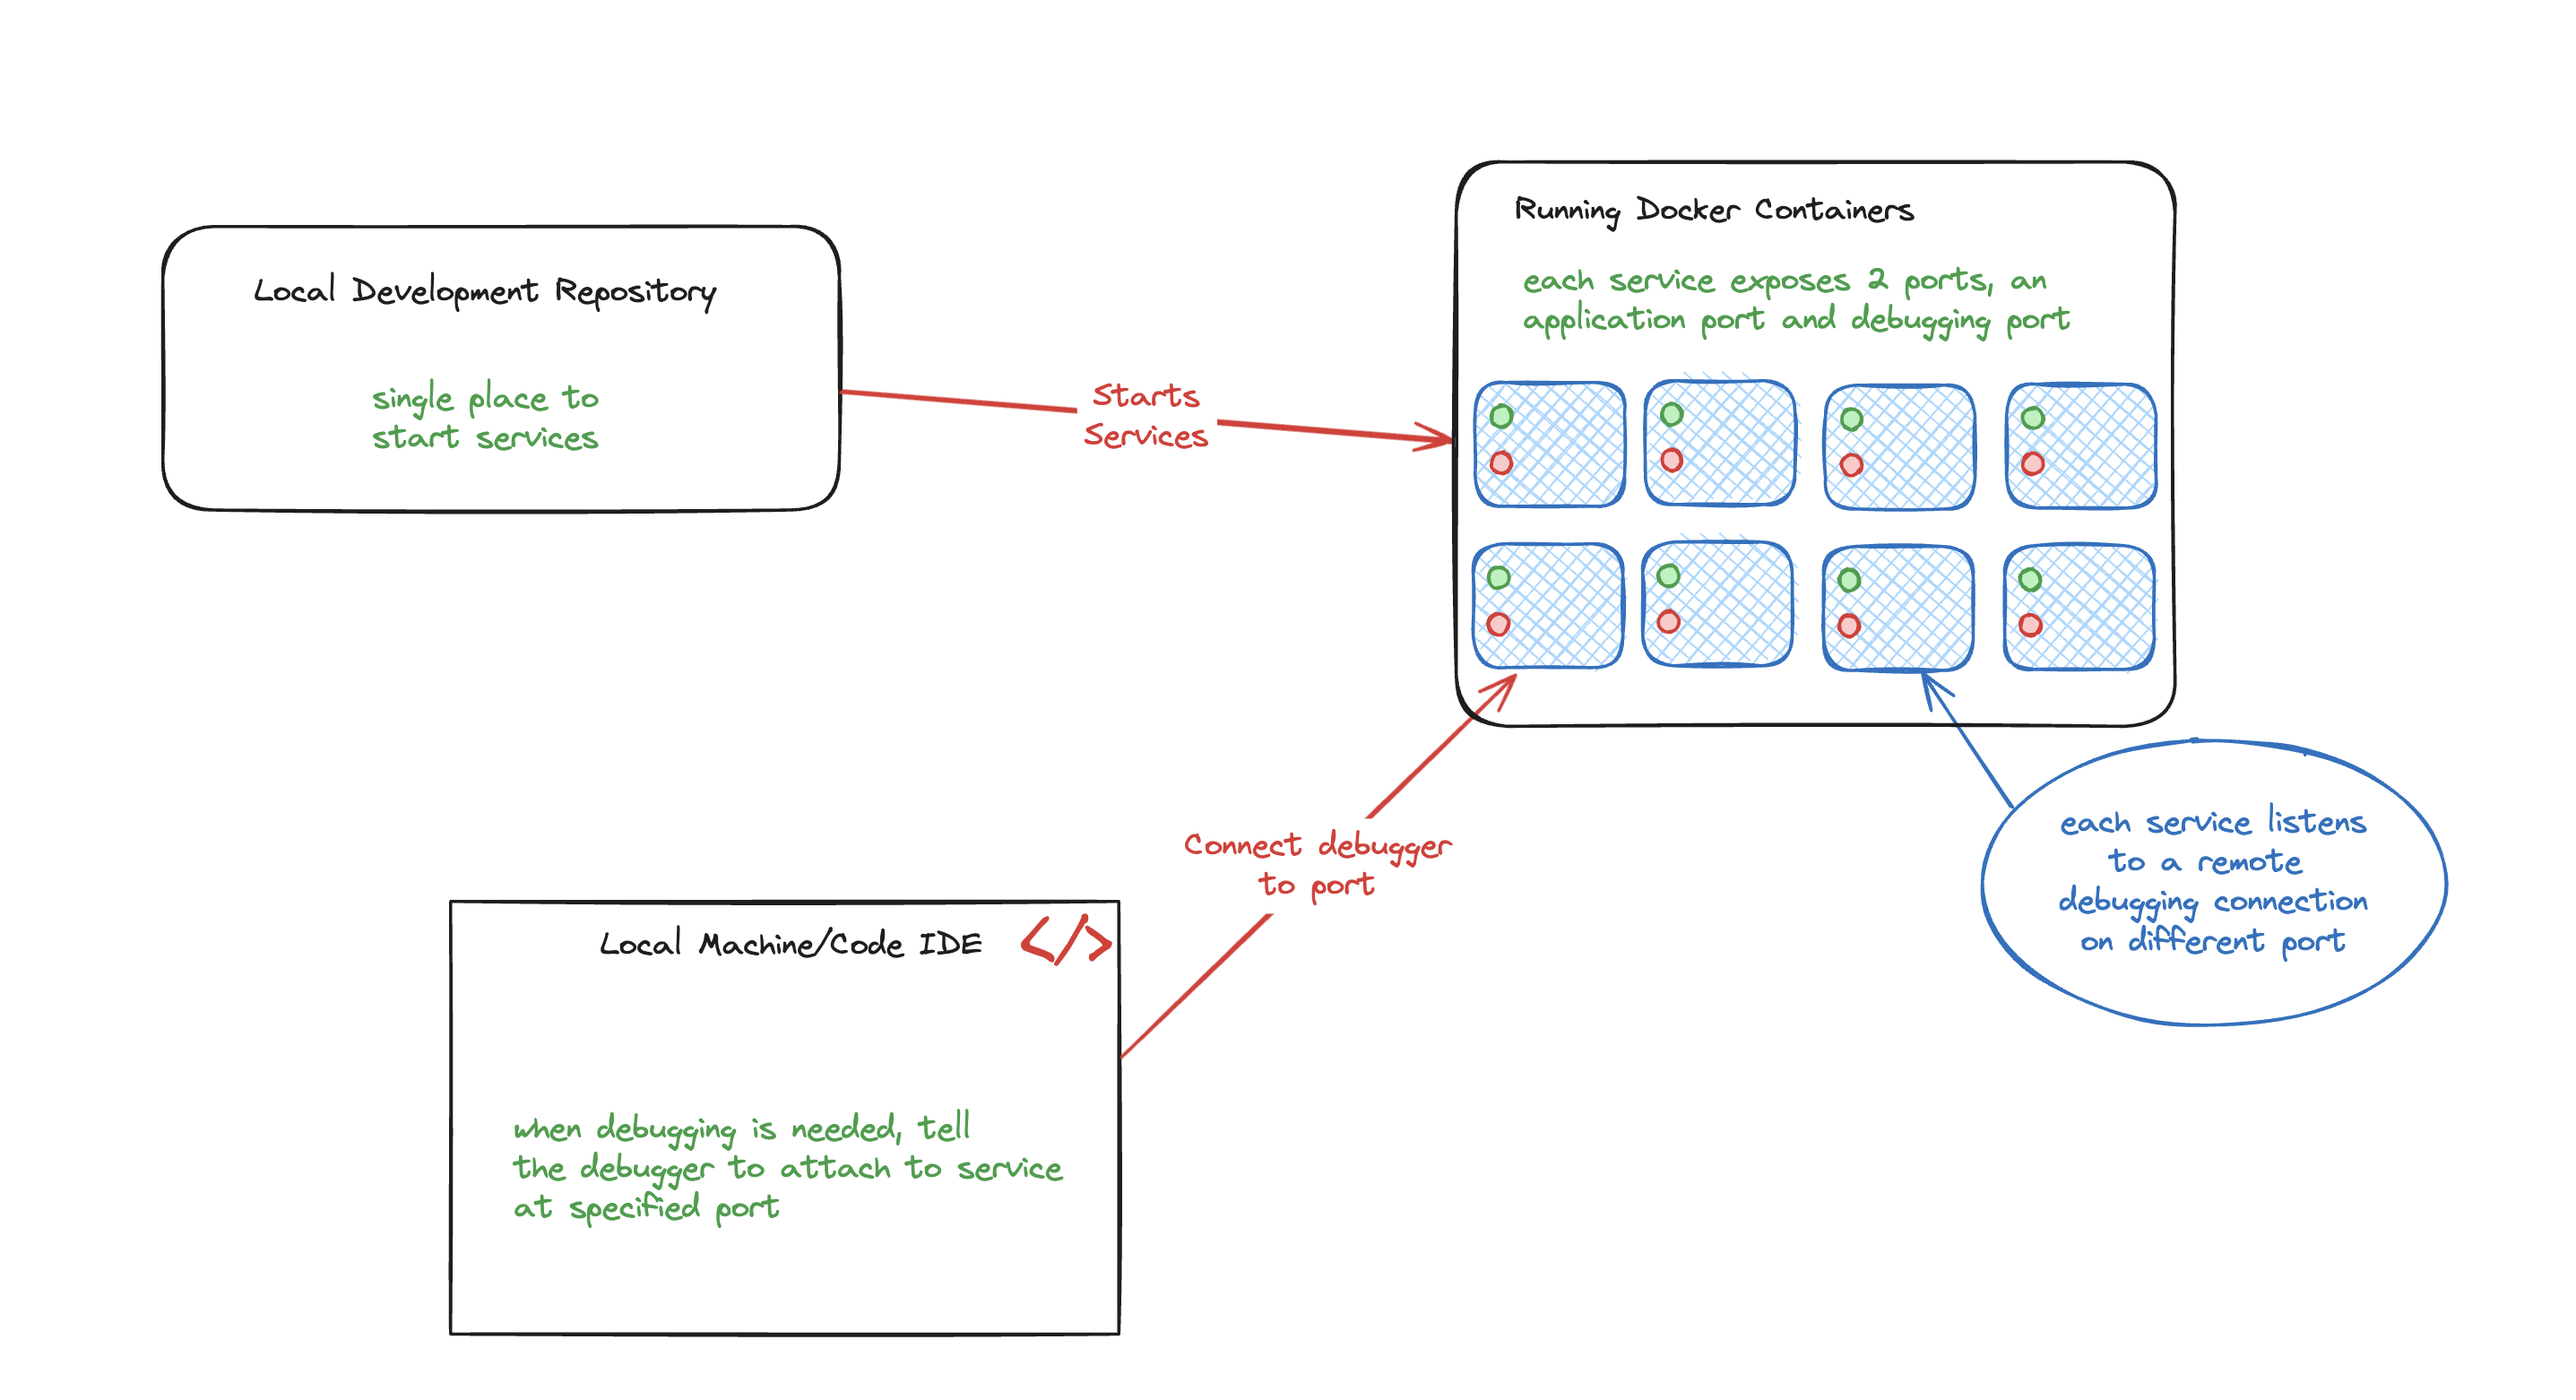 Running Docker Containers
each service exposes 2 ports, an
application port and debugging port
Local Development Repository
single place to
start services
Starts
Services
Connect debugger
to port
each service listens
to a remote
debugging connection
on different port
Local Machine/Code IDE
</>
when debugging is needed, tell
the debugger to attach to service
at specified port